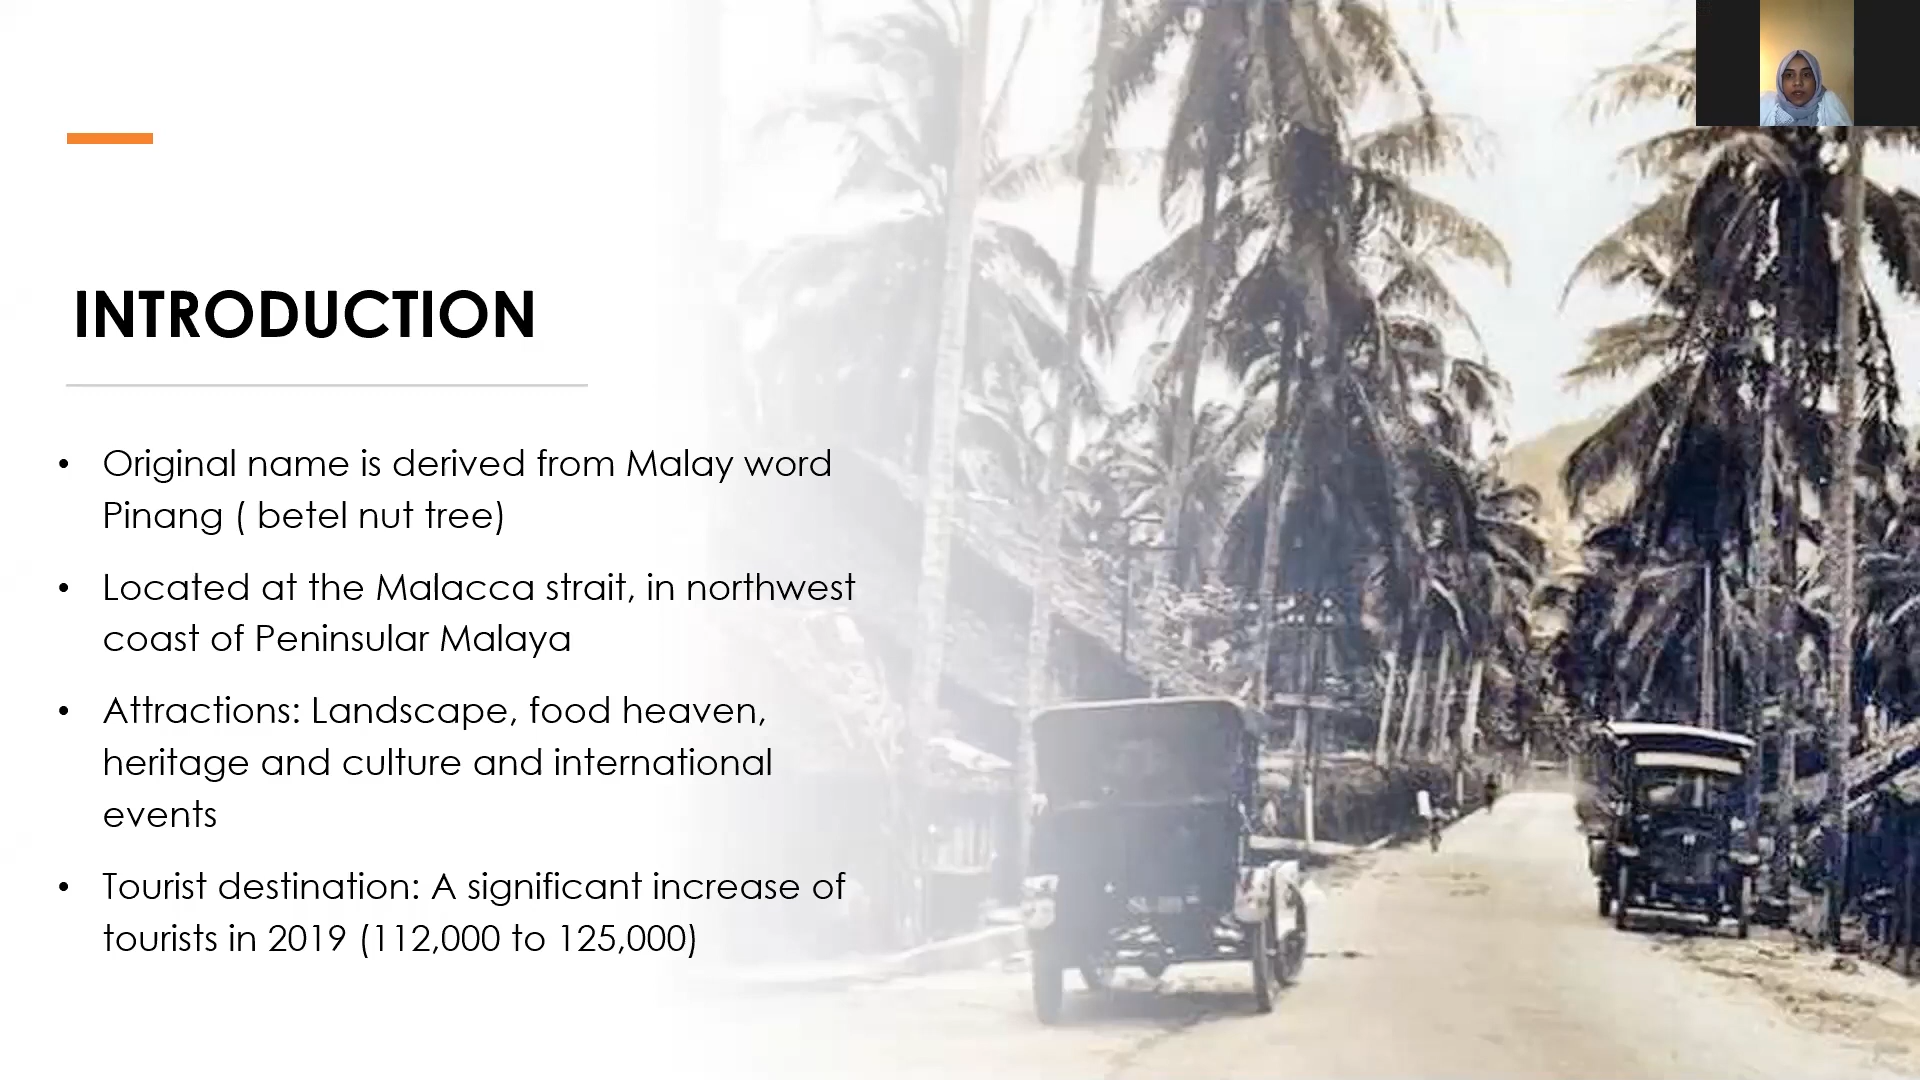 INTRODUCTION
• Original name is derived from Malay word
Pinang ( betel nut tree)
• Located at the Malacca strait, in northwest
coast of Peninsular Malaya
• Attractions: Landscape, food heaven,
heritage and culture and international
events
• Tourist destination: A significant increase of
tourists in 2019 (112,000 to 125,000)